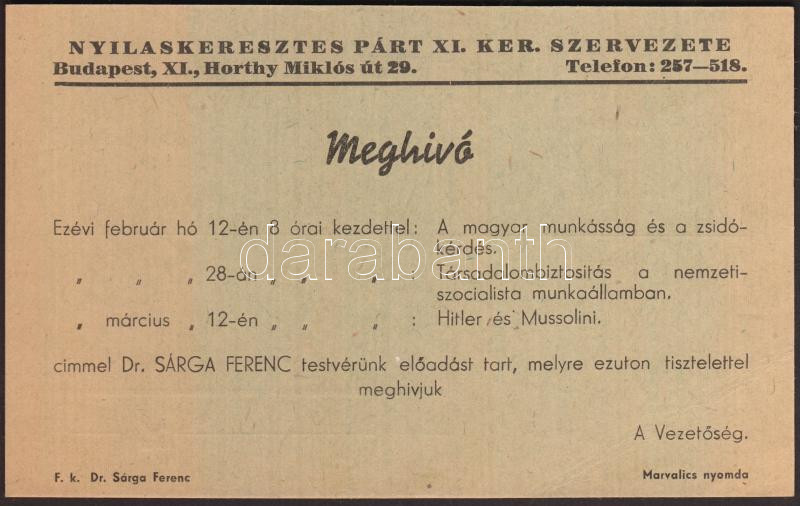 NYILASKERESZTES PÁRT XI. KER. SZERVEZETE
Budapest, XI., Horthy Miklós út 29. Telefon: 257—518.
Meghivó
Ezévi február hó 12-én 8 órai kezdettel: A magyar munkásság és a zsidó-
kérdés.
„ „ „ 28-án „ „ „ : Társadalombiztositás a nemzeti-
szocialista munkaállamban.
„ március „ 12-én „ „ „ : Hitler és Mussolini.
cimmel Dr. SÁRGA FERENC testvérünk előadást tart, melyre ezuton tisztelettel
meghivjuk
A Vezetőség.
F. k. Dr. Sárga Ferenc Marvalics nyomda
darabanth